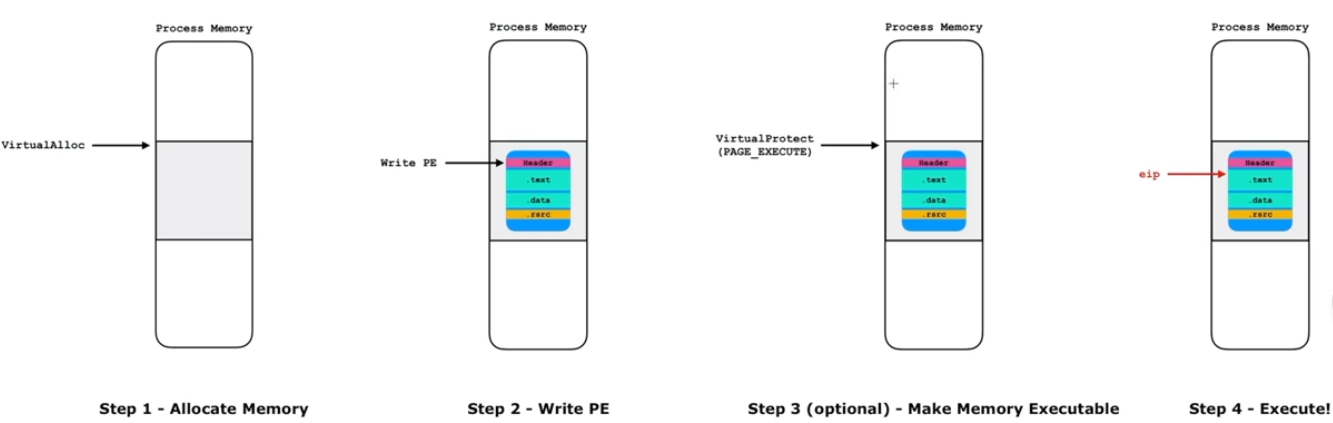 Process Memory
VirtualAlloc
Step 1 - Allocate Memory
Process Memory
Write PE
Header
.text
.data
.rsrc
Step 2 - Write PE
Process Memory
VirtualProtect
(PAGE_EXECUTE)
Header
.text
.data
.rsrc
Step 3 (optional) - Make Memory Executable
Process Memory
eip
Header
.text
.data
.rsrc
Step 4 - Execute!